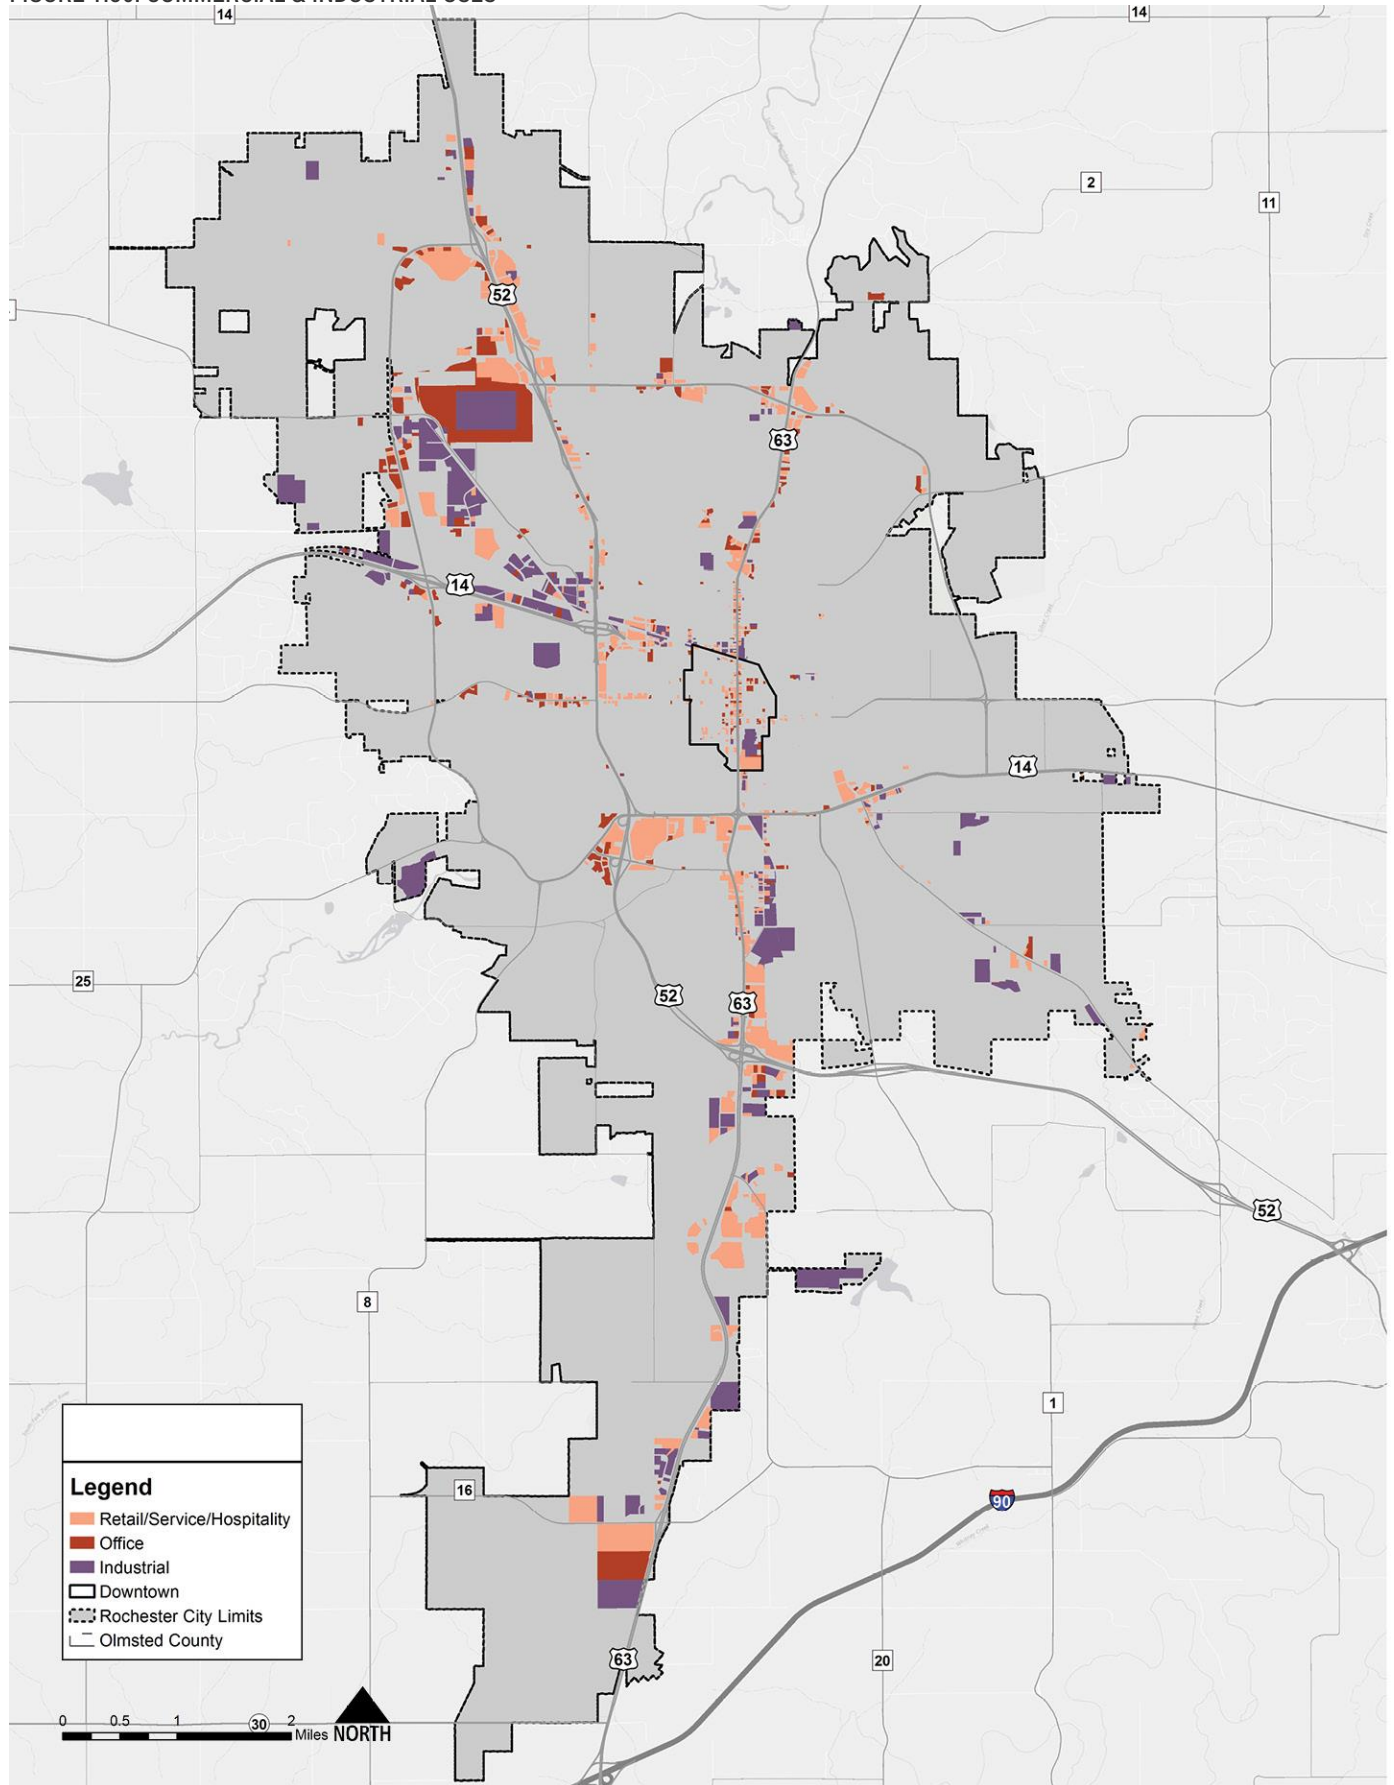 14
14
2
11
52
63
14
14
25
52
63
52
8
1
Legend
Retail/Service/Hospitality
Office
Industrial
Downtown
Rochester City Limits
Olmsted County
16
90
63
20
0 0.5 1 30 2
Miles NORTH